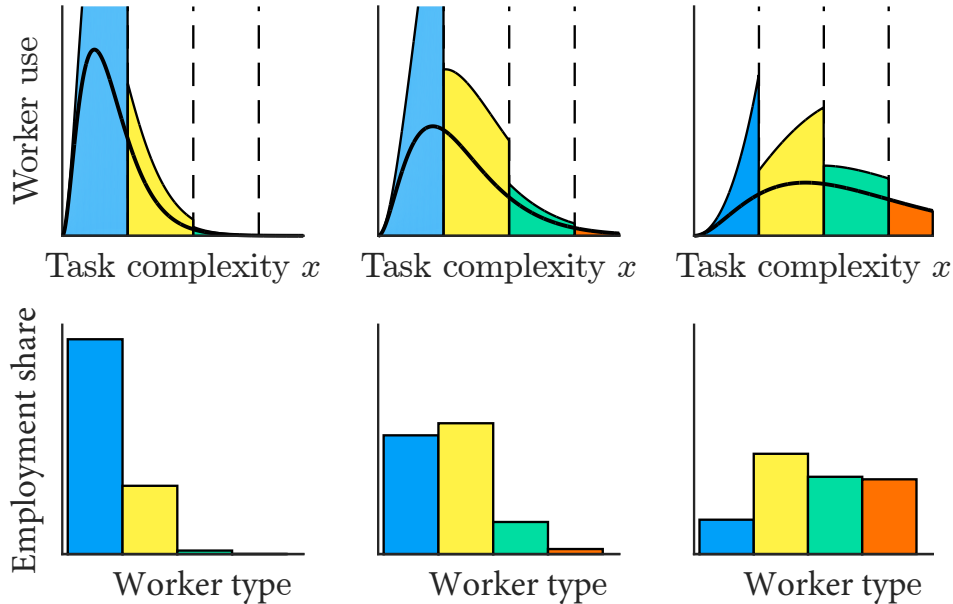 Worker use
Task complexity x
Task complexity x
Task complexity x
Employment share
Worker type
Worker type
Worker type